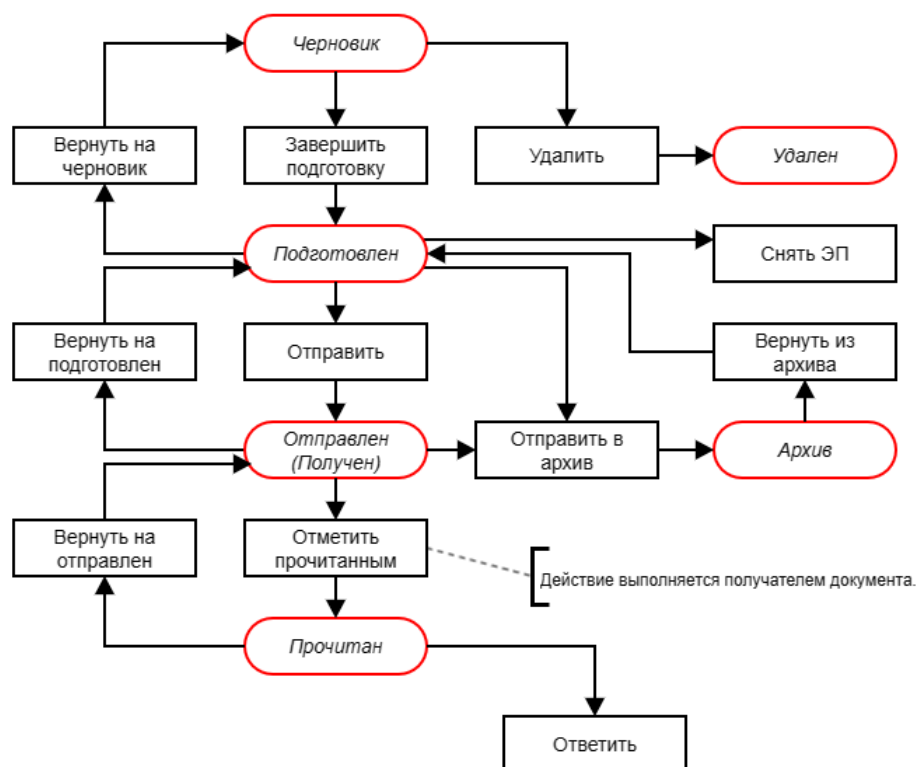 Черновик
Вернуть на
черновик
Завершить
подготовку
Удалить
Удален
Подготовлен
Снять ЭП
Вернуть на
подготовлен
Отправить
Вернуть из
архива
Отправлен
(Получен)
Отправить в
архив
Архив
Вернуть на
отправлен
Отметить
прочитанным
Действие выполняется получателем документа.
Прочитан
Ответить